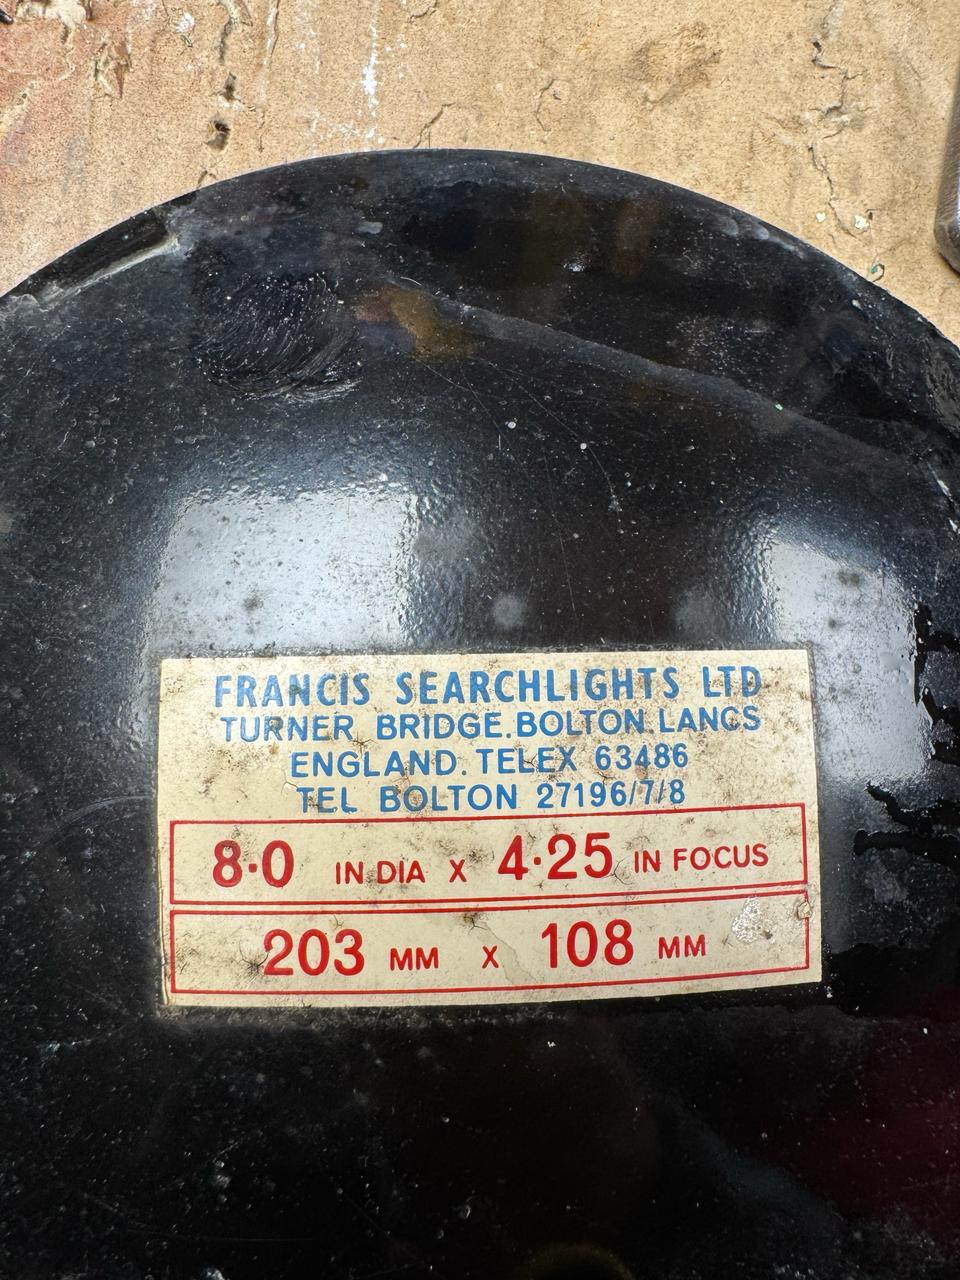 FRANCIS SEARCHLIGHTS LTD
TURNER BRIDGE.BOLTON.LANCS
ENGLAND. TELEX 63486
TEL BOLTON 27196/7/8
8·0 IN DIA X 4·25 IN FOCUS
203 MM X 108 MM